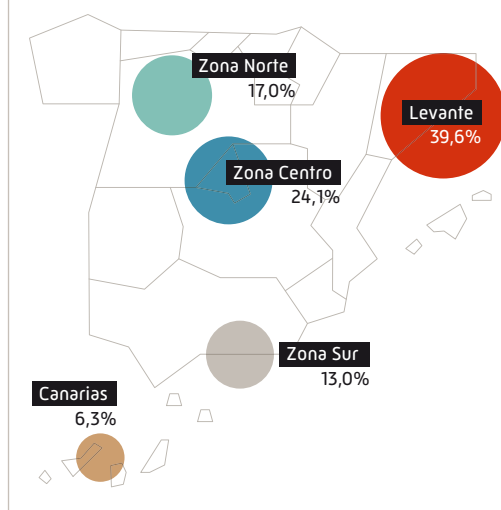 Zona Norte
17,0%
Levante
39,6%
Zona Centro
24,1%
Zona Sur
13,0%
Canarias
6,3%